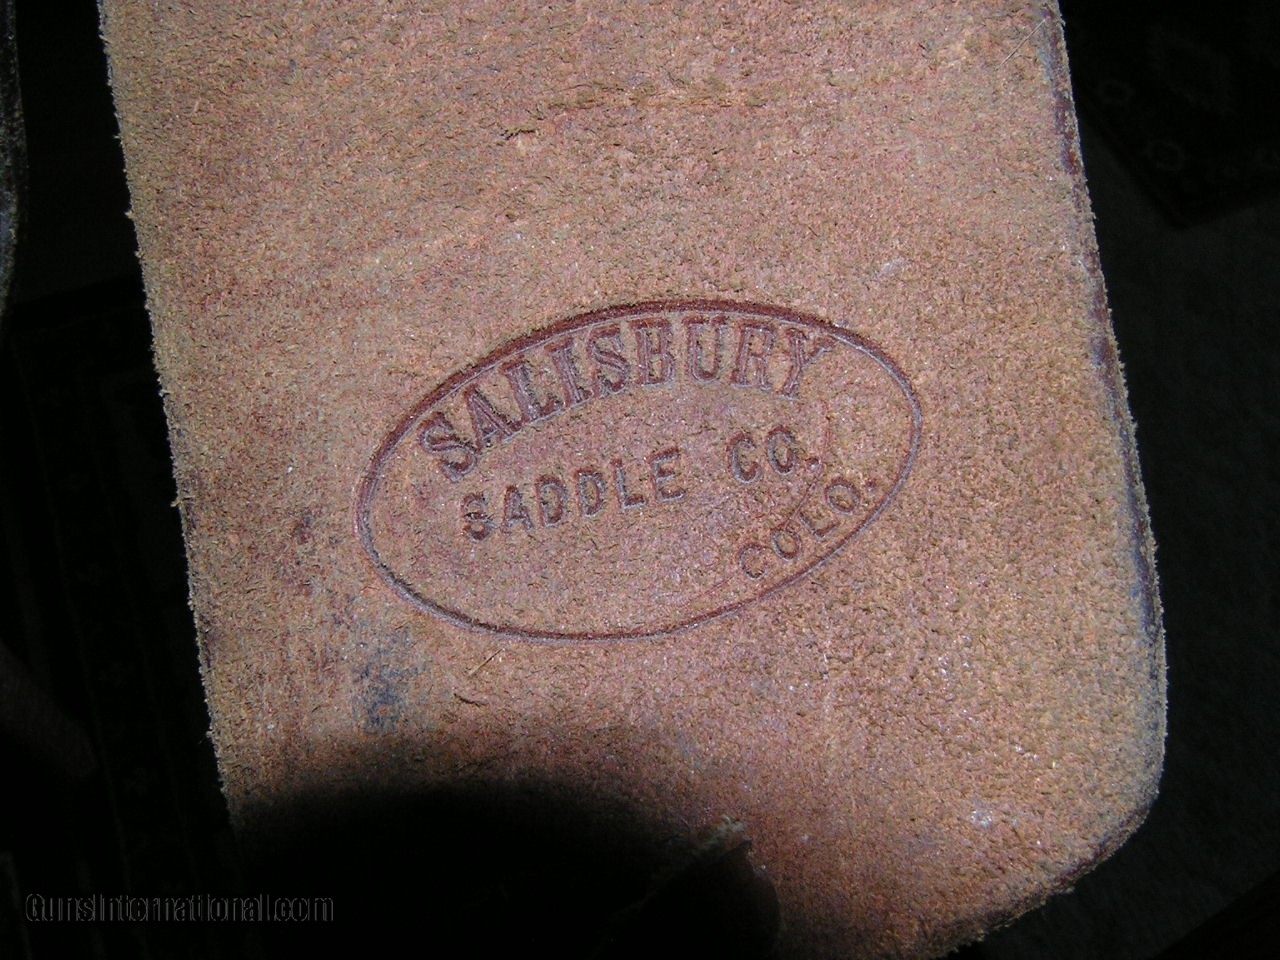 SALISBURY
SADDLE CO.
COLO.
GunsInternational.com